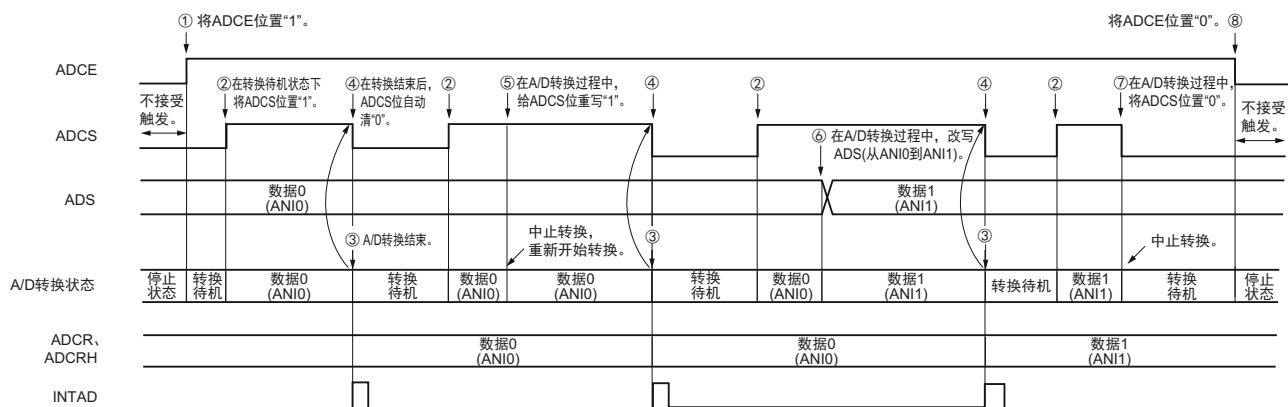 ① 将ADCE位置“1”。
将ADCE位置“0”。⑧
ADCE
②在转换待机状态下
将ADCS位置“1”。
④在转换结束后，
ADCS位自动
清“0”。
②
⑤在A/D转换过程中，
给ADCS位重写“1”。
④
②
④
②
⑦在A/D转换过程中，
将ADCS位置“0”。
不接受
触发。
不接受
触发。
ADCS
⑥ 在A/D转换过程中，改写
ADS(从ANI0到ANI1)。
ADS
数据0
(ANI0)
数据1
(ANI1)
③ A/D转换结束。
中止转换，
重新开始转换。
③
③
中止转换。
A/D转换状态
停止
状态
转换
待机
数据0
(ANI0)
转换
待机
数据0
(ANI0)
数据0
(ANI0)
转换
待机
数据0
(ANI0)
数据1
(ANI1)
转换待机
数据1
(ANI1)
转换
待机
停止
状态
ADCR、
ADCRH
数据0
(ANI0)
数据0
(ANI0)
数据1
(ANI1)
INTAD